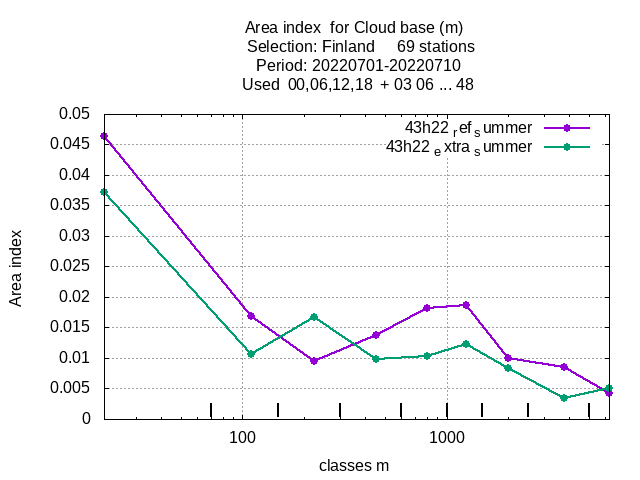 Area index  for Cloud base (m)
Selection: Finland     69 stations
Period: 20220701-20220710
Used  00,06,12,18  + 03 06 ... 48
43h22 ref summer
43h22 extra summer
0.05
0.045
0.04
0.035
0.03
0.025
0.02
0.015
0.01
0.005
0
Area index
100
1000
classes m